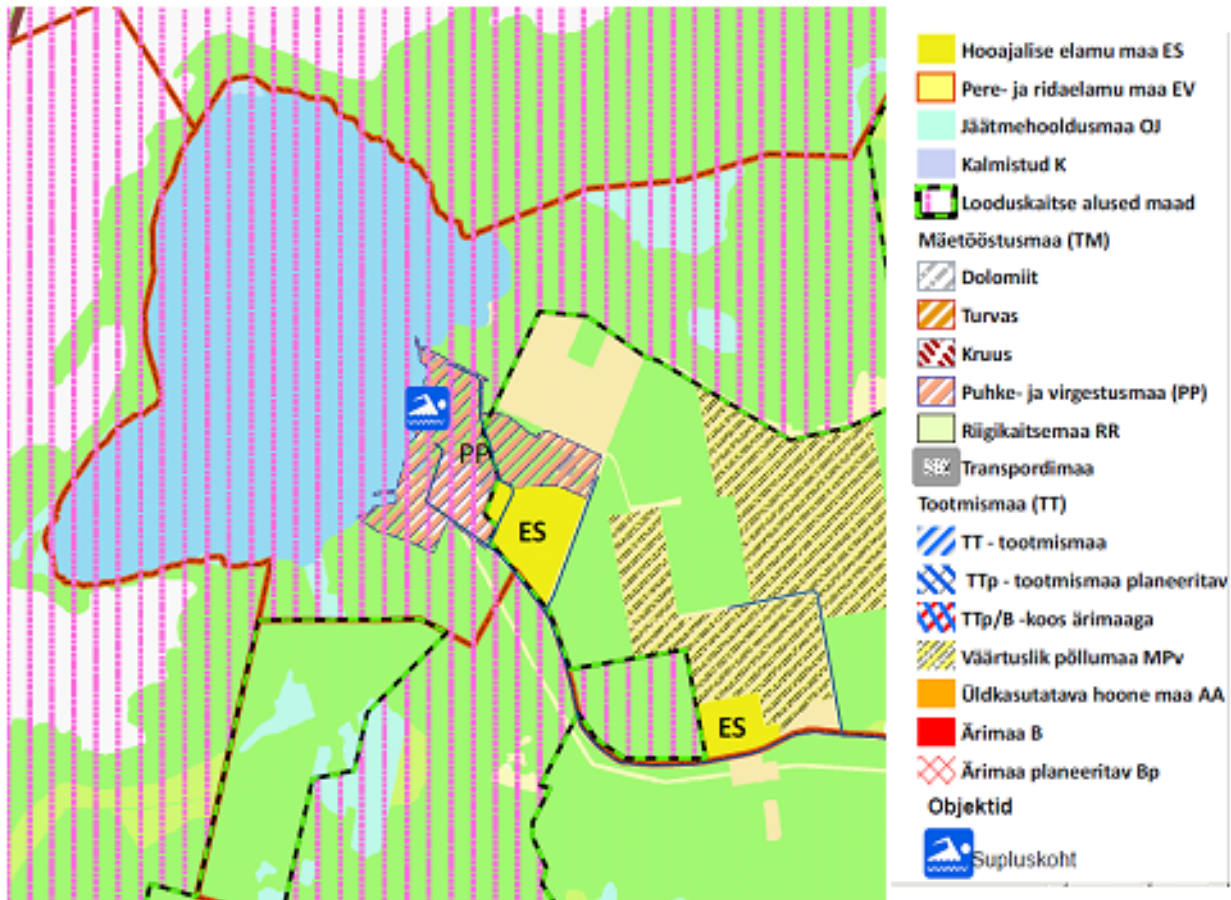 PP
ES
ES
Hooajalise elamu maa ES
Pere- ja ridaelamu maa EV
Jäätmehooldusmaa OJ
Kalmistud K
Looduskaitse alused maad
Mäetööstusmaa (TM)
Dolomiit
Turvas
Kruus
Puhke- ja virgestusmaa (PP)
Riigikaitsemaa RR
Transpordimaa
Tootmismaa (TT)
TT - tootmismaa
TTp - tootmismaa planeeritav
TTp/B -koos ärimaaga
Väärtuslik põllumaa MPv
Üldkasutatava hoone maa AA
Ärimaa B
Ärimaa planeeritav Bp
Objektid
Supluskoht